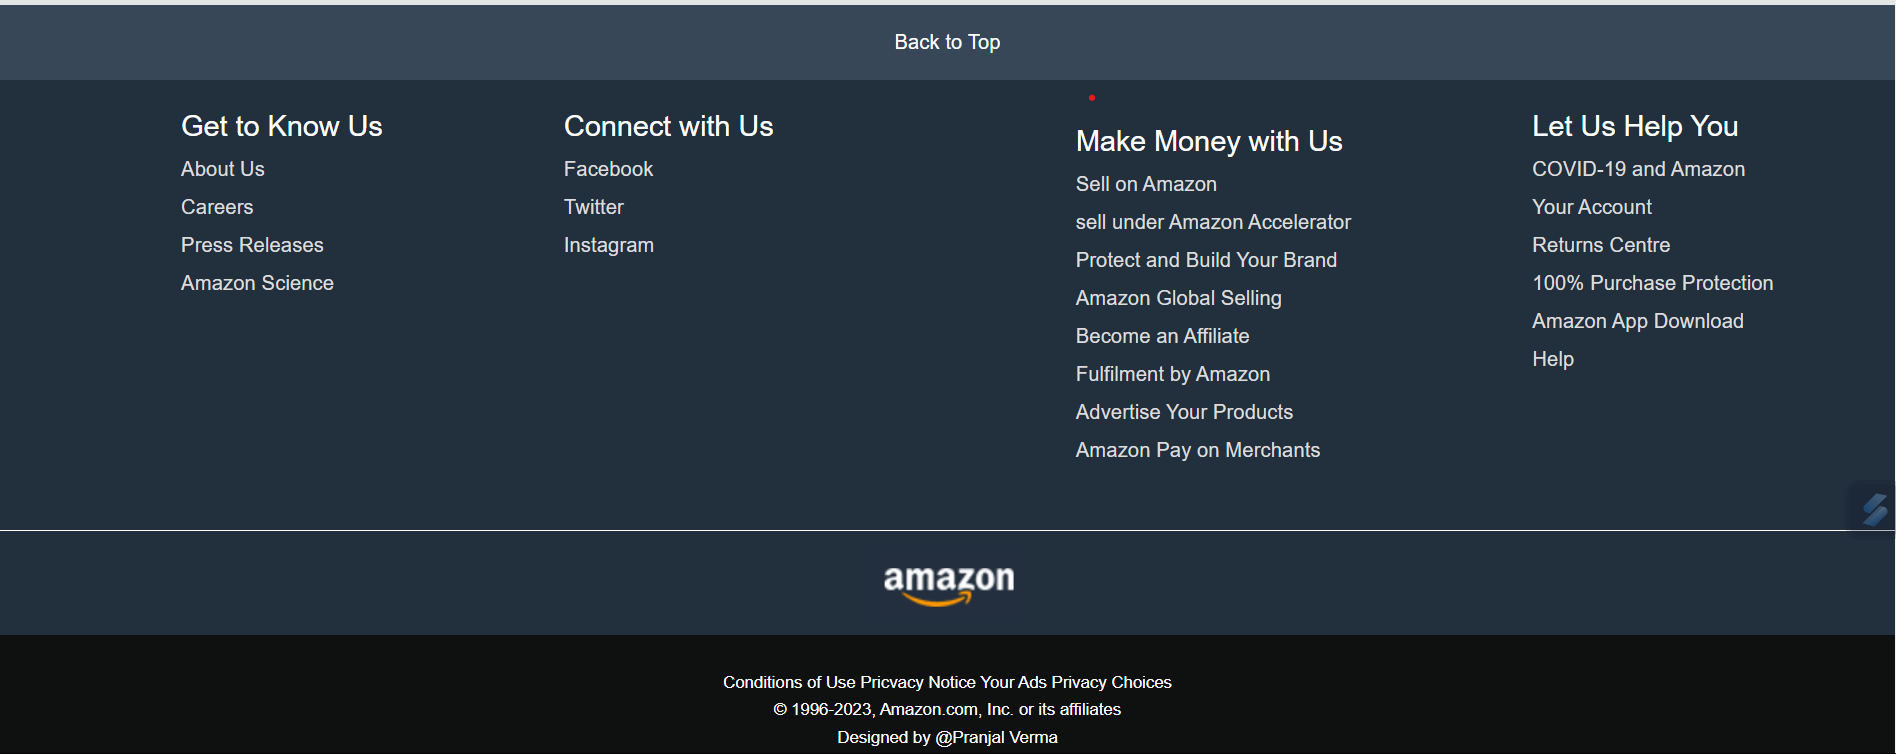 Back to Top
Get to Know Us
About Us
Careers
Press Releases
Amazon Science
Connect with Us
Facebook
Twitter
Instagram
Make Money with Us
Sell on Amazon
sell under Amazon Accelerator
Protect and Build Your Brand
Amazon Global Selling
Become an Affiliate
Fulfilment by Amazon
Advertise Your Products
Amazon Pay on Merchants
Let Us Help You
COVID-19 and Amazon
Your Account
Returns Centre
100% Purchase Protection
Amazon App Download
Help
amazon
Conditions of Use Pricvacy Notice Your Ads Privacy Choices
© 1996-2023, Amazon.com, Inc. or its affiliates
Designed by @Pranjal Verma